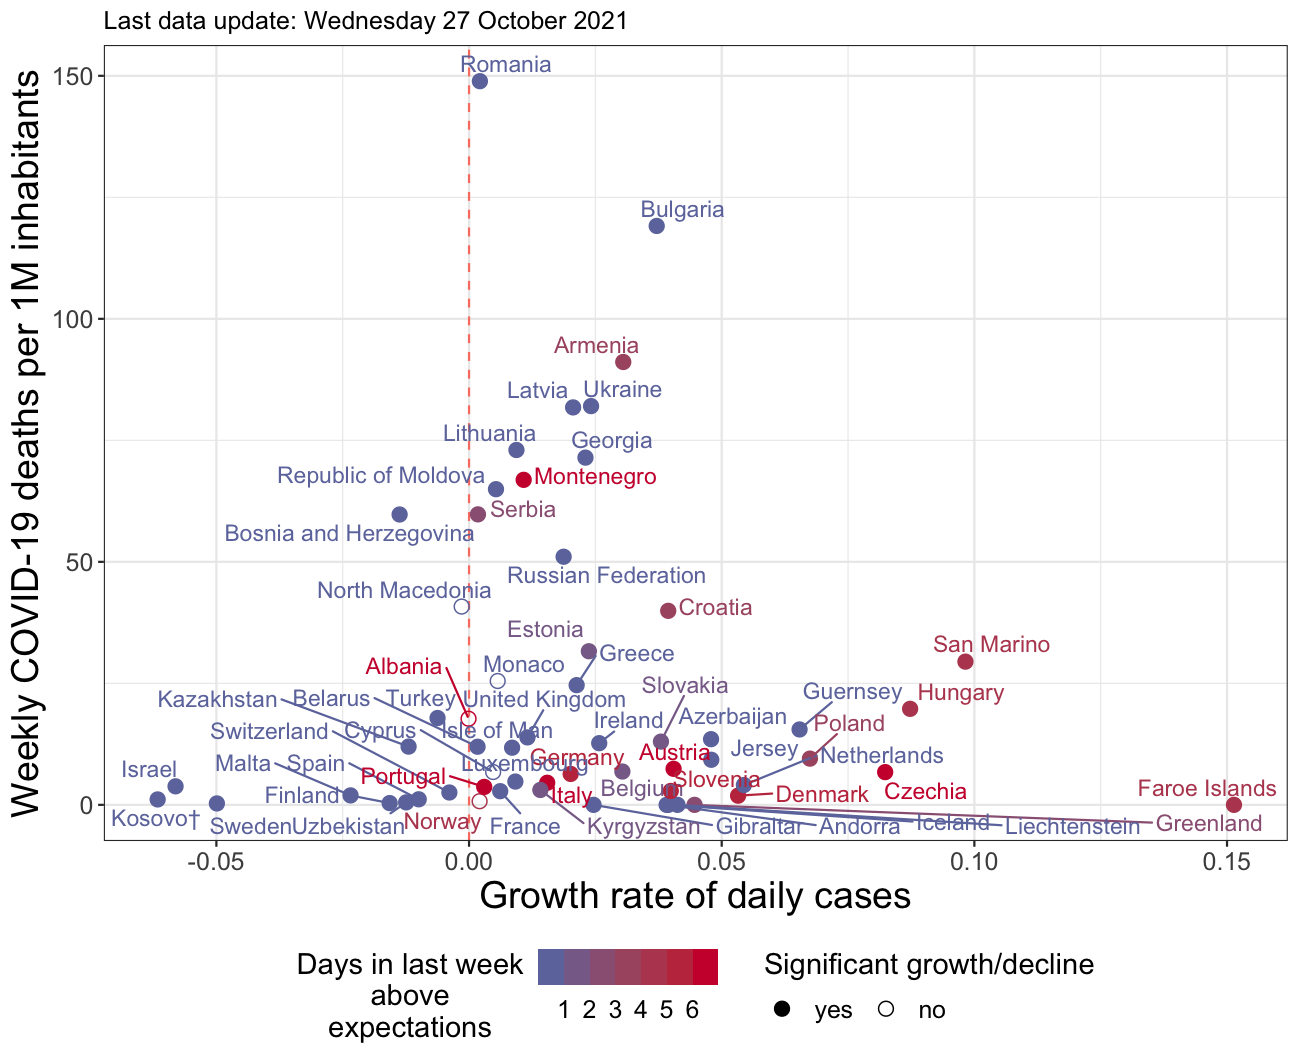 Last data update: Wednesday 27 October 2021
Weekly COVID-19 deaths per 1M inhabitants
150
100
50
0
Romania
Bulgaria
Armenia
Latvia
Ukraine
Lithuania
Georgia
Republic of Moldova
Montenegro
Serbia
Bosnia and Herzegovina
Russian Federation
North Macedonia
Croatia
Estonia
San Marino
Greece
Albania
Monaco
Slovakia
Guernsey
Hungary
Kazakhstan
Belarus
Turkey
United Kingdom
Ireland
Azerbaijan
Poland
Switzerland
Cyprus
Isle of Man
Germany
Austria
Jersey
Netherlands
Israel
Malta
Spain
Portugal
Luxembourg
Slovenia
Finland
Italy
Belgium
Denmark
Czechia
Faroe Islands
Kosovo†
Sweden
Uzbekistan
Norway
France
Kyrgyzstan
Gibraltar
Andorra
Iceland
Liechtenstein
Greenland
-0.05
0.00
0.05
0.10
0.15
Growth rate of daily cases
Days in last week
above
expectations
1 2 3 4 5 6
Significant growth/decline
yes
no